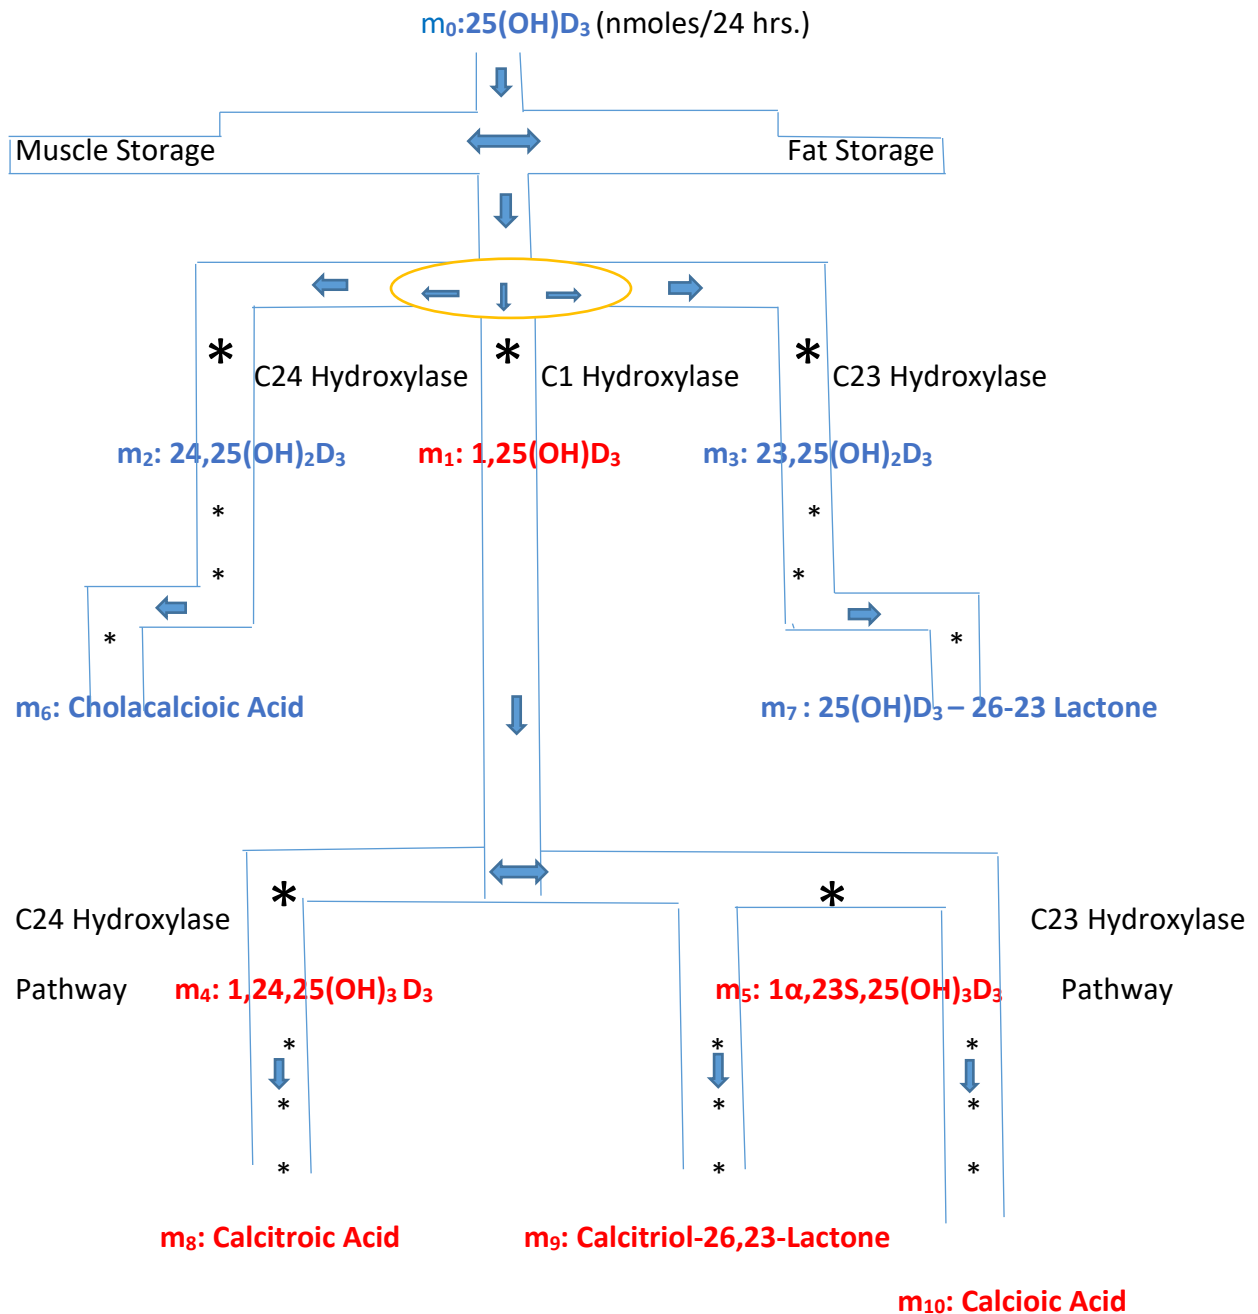 m₀:25(OH)D₃ (nmoles/24 hrs.)
Muscle Storage Fat Storage
* * *
C24 Hydroxylase C1 Hydroxylase C23 Hydroxylase
m₂: 24,25(OH)₂D₃ m₁: 1,25(OH)D₃ m₃: 23,25(OH)₂D₃
* *
* *
* *
m₆: Cholacalcioic Acid m₇ : 25(OH)D₃ – 26-23 Lactone
* *
C24 Hydroxylase C23 Hydroxylase
Pathway m₄: 1,24,25(OH)₃ D₃ m₅: 1α,23S,25(OH)₃D₃ Pathway
* * *
* * *
* * *
m₈: Calcitroic Acid m₉: Calcitriol-26,23-Lactone
m₁₀: Calcioic Acid